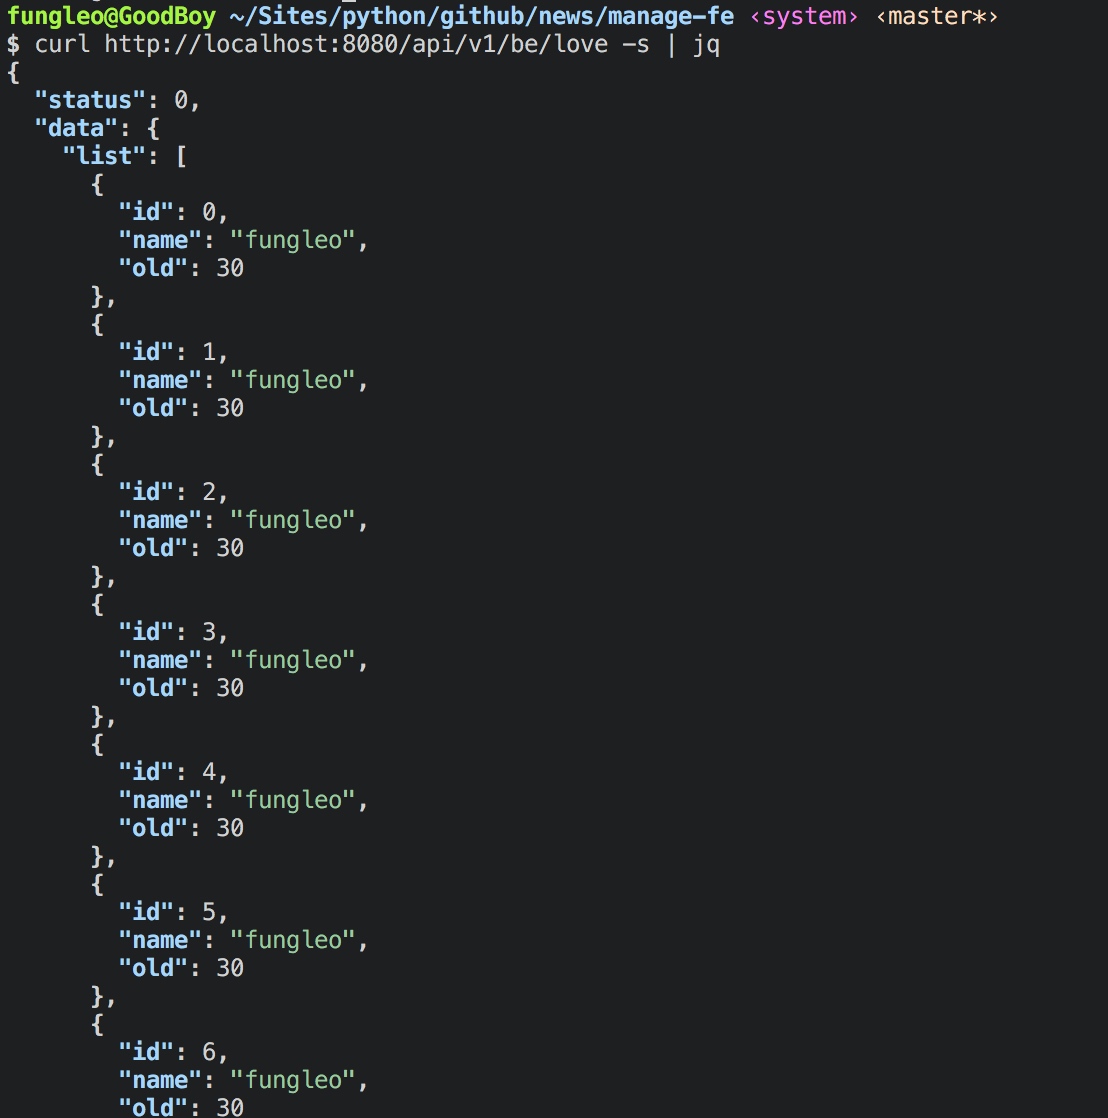 fungleo@GoodBoy ~/Sites/python/github/news/manage-fe ‹system› ‹master*›
$ curl http://localhost:8080/api/v1/be/love -s | jq
{
  "status": 0,
  "data": {
    "list": [
      {
        "id": 0,
        "name": "fungleo",
        "old": 30
      },
      {
        "id": 1,
        "name": "fungleo",
        "old": 30
      },
      {
        "id": 2,
        "name": "fungleo",
        "old": 30
      },
      {
        "id": 3,
        "name": "fungleo",
        "old": 30
      },
      {
        "id": 4,
        "name": "fungleo",
        "old": 30
      },
      {
        "id": 5,
        "name": "fungleo",
        "old": 30
      },
      {
        "id": 6,
        "name": "fungleo",
        "old": 30